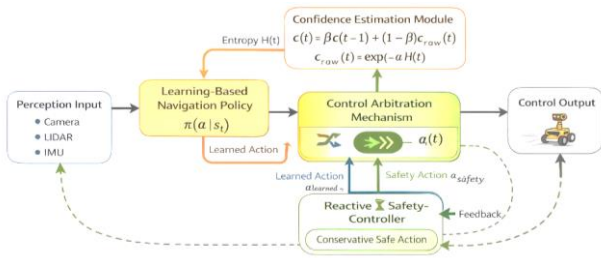 Confidence Estimation Module
c(t) = βc(t-1) + (1-β)c_raw(t)
c_raw(t) = exp(-α H(t)
Entropy H(t)
Learning-Based
Navigation Policy
π(a | s_t)
Perception Input
Camera
LIDAR
IMU
Control Arbitration
Mechanism
a(t)
Control Output
Learned Action
Learned Action
a_learned =
Safety Action a_safety
Reactive Safety-
Controller
Conservative Safe Action
Feedback